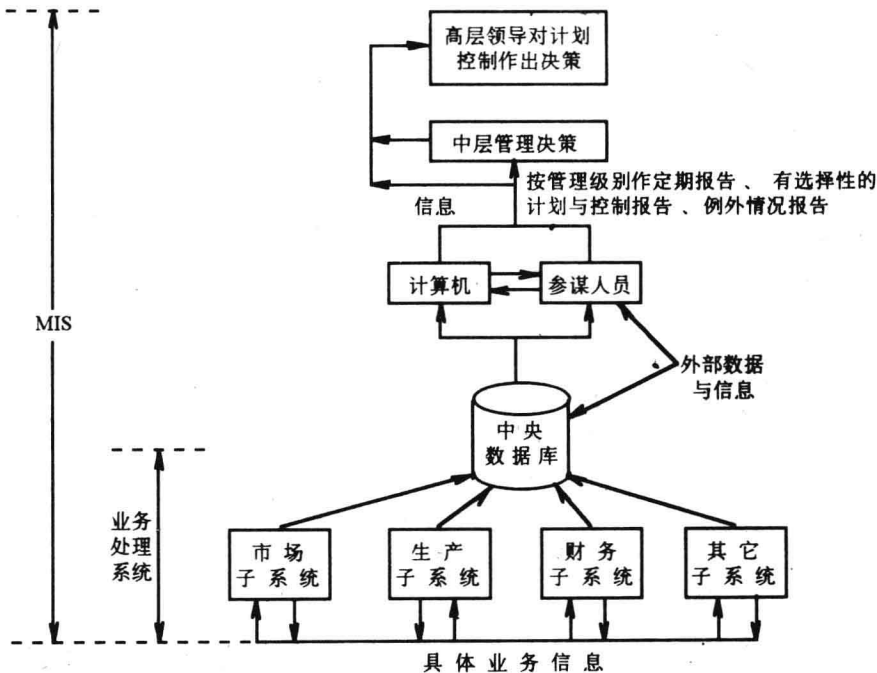 高层领导对计划
控制作出决策
中层管理决策
按管理级别作定期报告、有选择性的
计划与控制报告、例外情况报告
信息
计算机
参谋人员
MIS
外部数据
与信息
中央
数据库
业务
处理
系统
市场
子系统
生产
子系统
财务
子系统
其它
子系统
具体业务信息